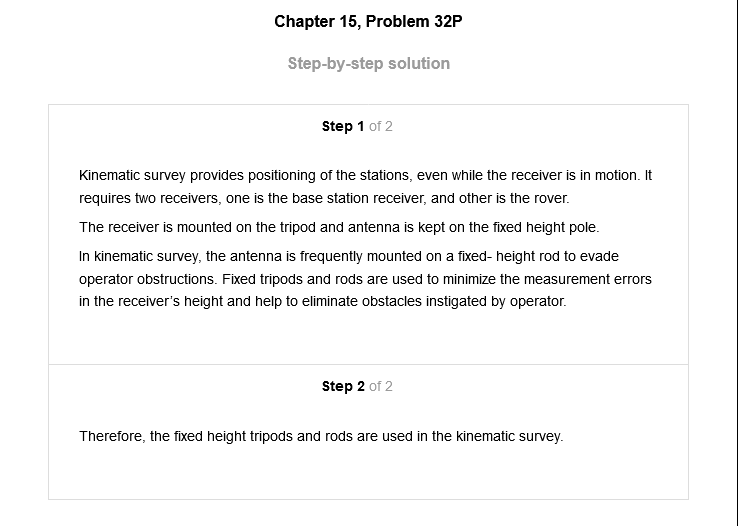 Chapter 15, Problem 32P
Step-by-step solution
Step 1 of 2
Kinematic survey provides positioning of the stations, even while the receiver is in motion. It
requires two receivers, one is the base station receiver, and other is the rover.
The receiver is mounted on the tripod and antenna is kept on the fixed height pole.
In kinematic survey, the antenna is frequently mounted on a fixed- height rod to evade
operator obstructions. Fixed tripods and rods are used to minimize the measurement errors
in the receiver’s height and help to eliminate obstacles instigated by operator.
Step 2 of 2
Therefore, the fixed height tripods and rods are used in the kinematic survey.